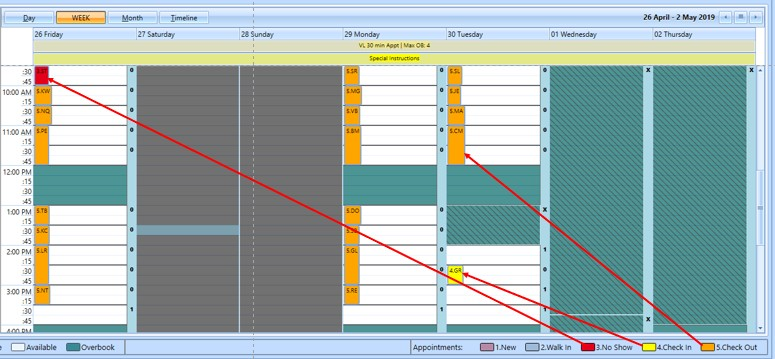 Day WEEK Month Timeline 26 April - 2 May 2019
26 Friday 27 Saturday 28 Sunday 29 Monday 30 Tuesday 01 Wednesday 02 Thursday
VL 30 min Appt | Max OB: 4
Special Instructions
:30 0 5.SR 0 5.SL 0 x x
:45
10:00 AM 5.KW 0 5.MG 0 5.JE 0
:15
:30 5.NQ 0 5.VB 0 5.MA 0
:45
11:00 AM 5.PE 0 5.BM 0 5.CM 0
:15
:30 0 0 0
:45
12:00 PM
:15
:30
:45
1:00 PM 5.TB 0 5.DO 0 x
:15
:30 5.KC 0 0
:45
2:00 PM 5.LR 0 5.GL 0 1
:15
:30 0 4.GR 1
:45
3:00 PM 5.NT 0 5.RE 0 0
:15
:30 1 1 1 x
:45
4:00 PM
Available Overbook Appointments: 1.New 2.Walk In 3.No Show 4.Check In 5.Check Out